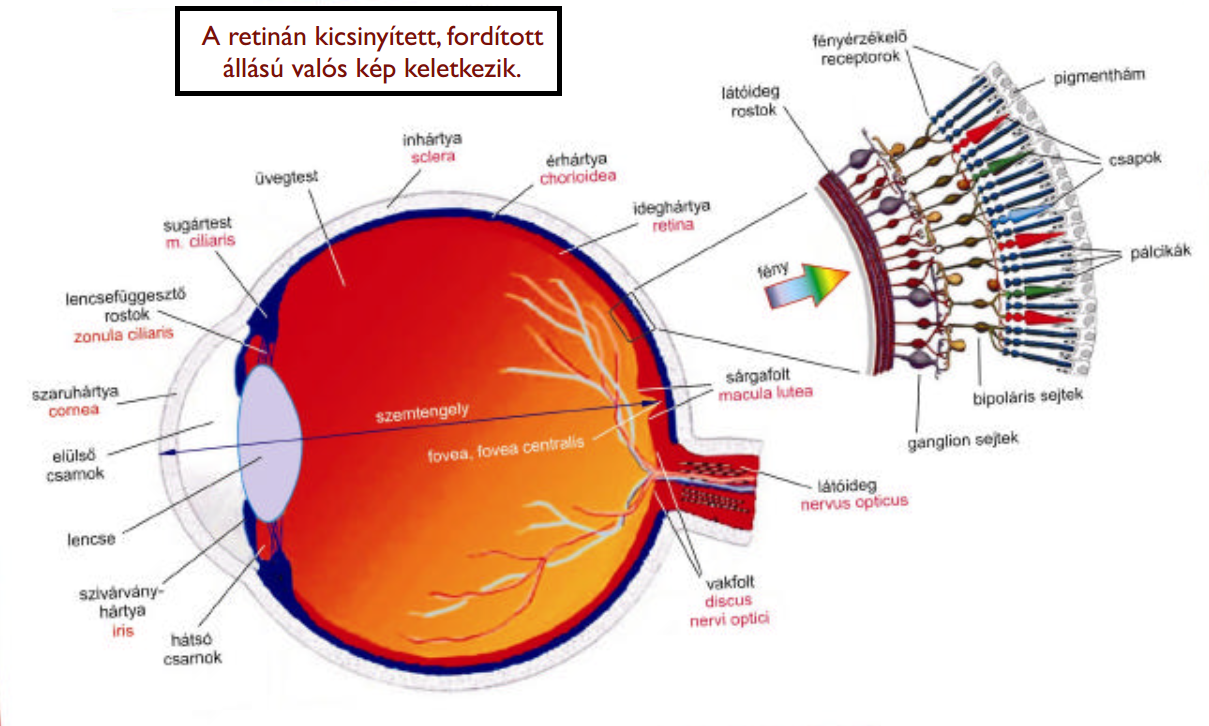 A retinán kicsinyített, fordított
állású valós kép keletkezik.
fényérzékelő
receptorok
pigmenthám
látóideg
rostok
csapok
inhártya
sclera
érhártya
chorioidea
üvegtest
ideghártya
retina
sugártest
m. ciliaris
pálcikák
fény
lencsefüggesztő
rostok
zonula ciliaris
szaruhártya
cornea
sárgafolt
macula lutea
bipoláris sejtek
szemtengely
ganglion sejtek
fovea, fovea centralis
elülső
csarnok
látóideg
nervus opticus
lencse
vakfolt
discus
nervi optici
szivárvány-
hártya
iris
hátsó
csarnok